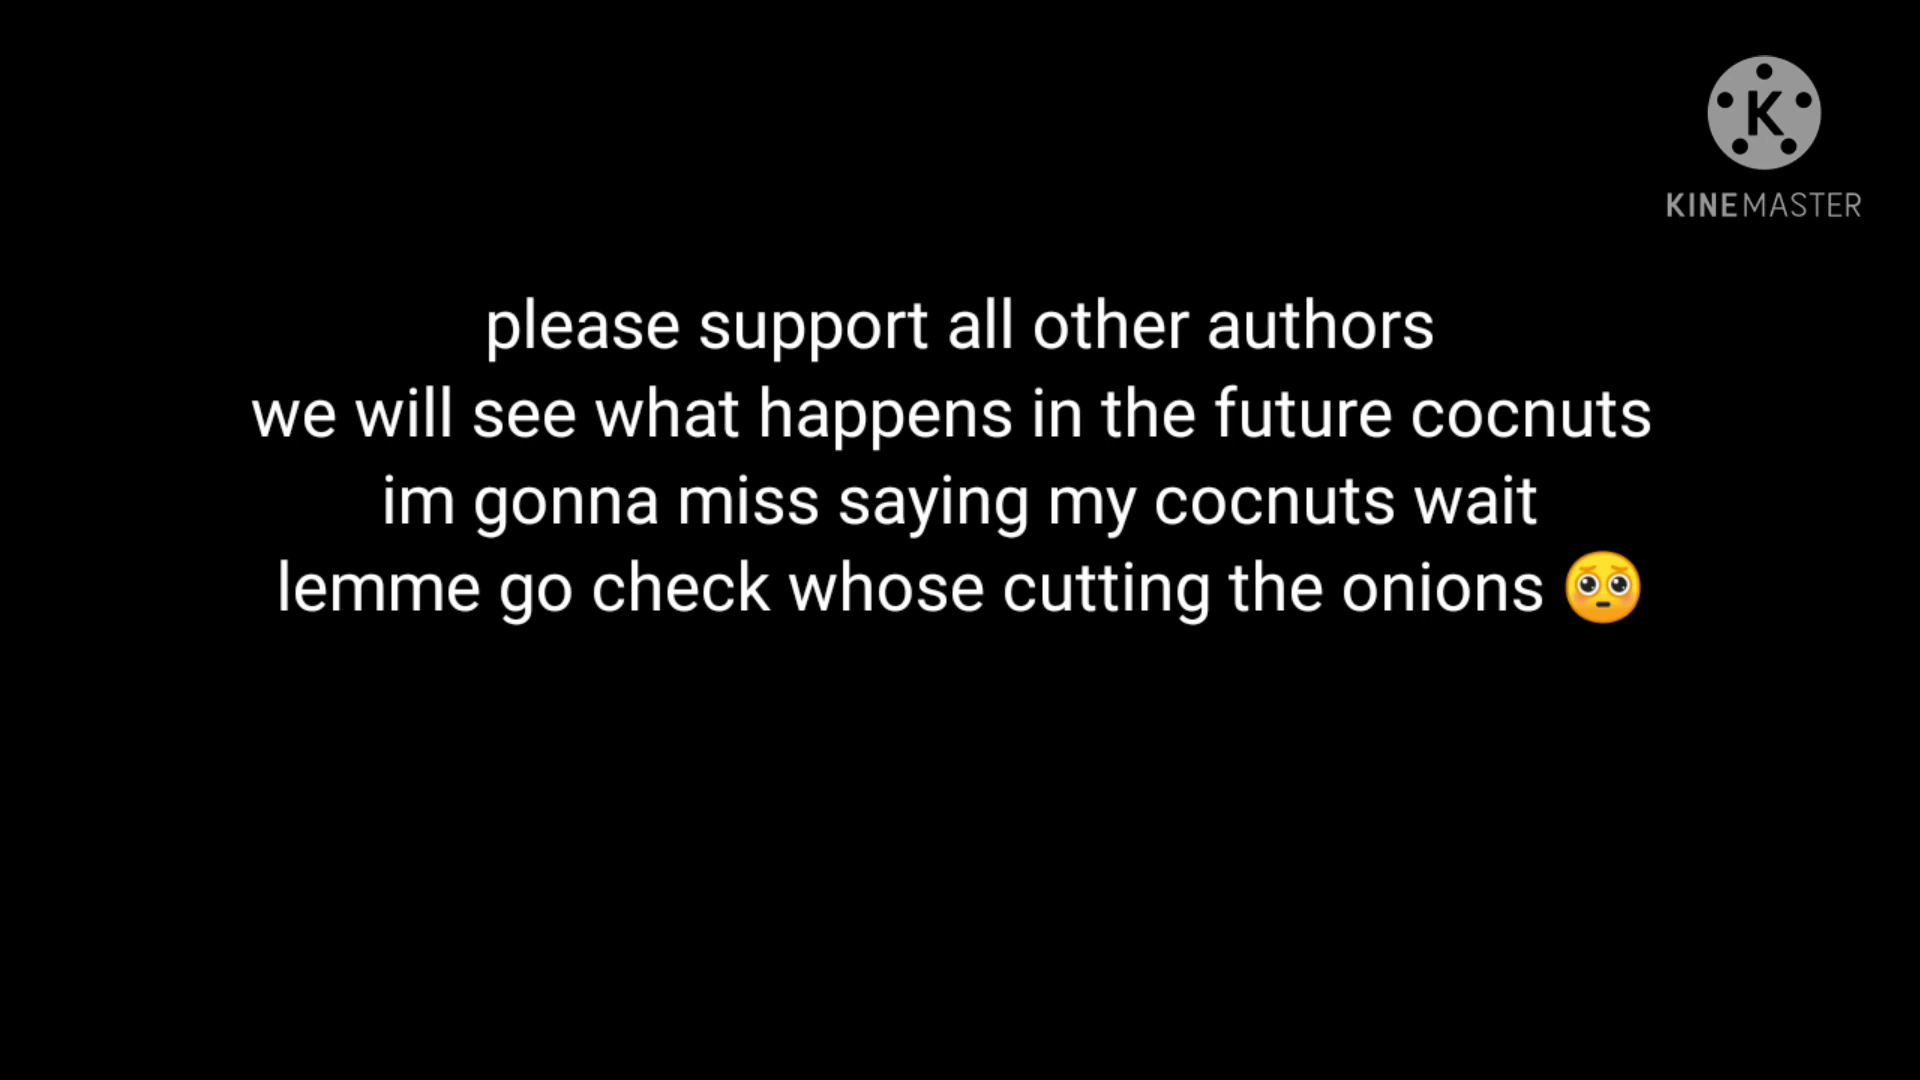 K
KINEMASTER
please support all other authors
we will see what happens in the future cocnuts
im gonna miss saying my cocnuts wait
lemme go check whose cutting the onions 🥺